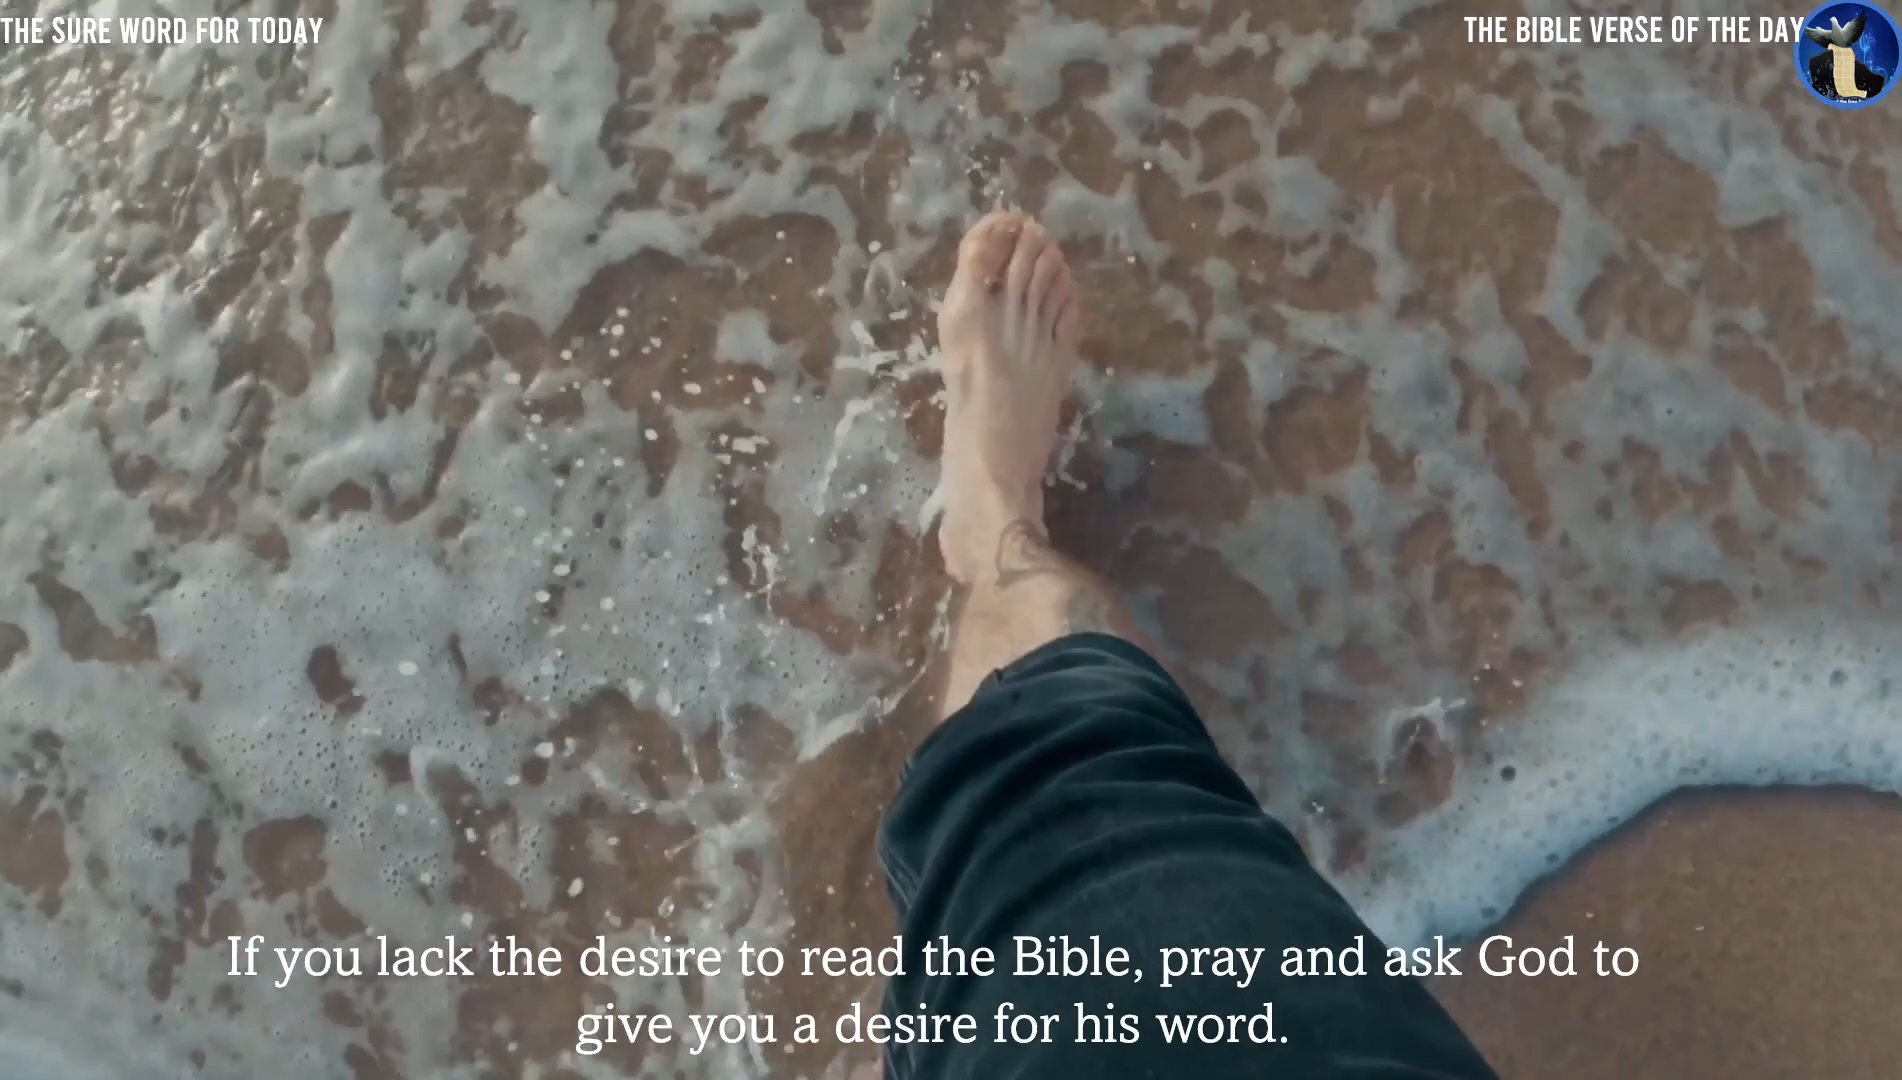 THE SURE WORD FOR TODAY
THE BIBLE VERSE OF THE DAY
If you lack the desire to read the Bible, pray and ask God to
give you a desire for his word.